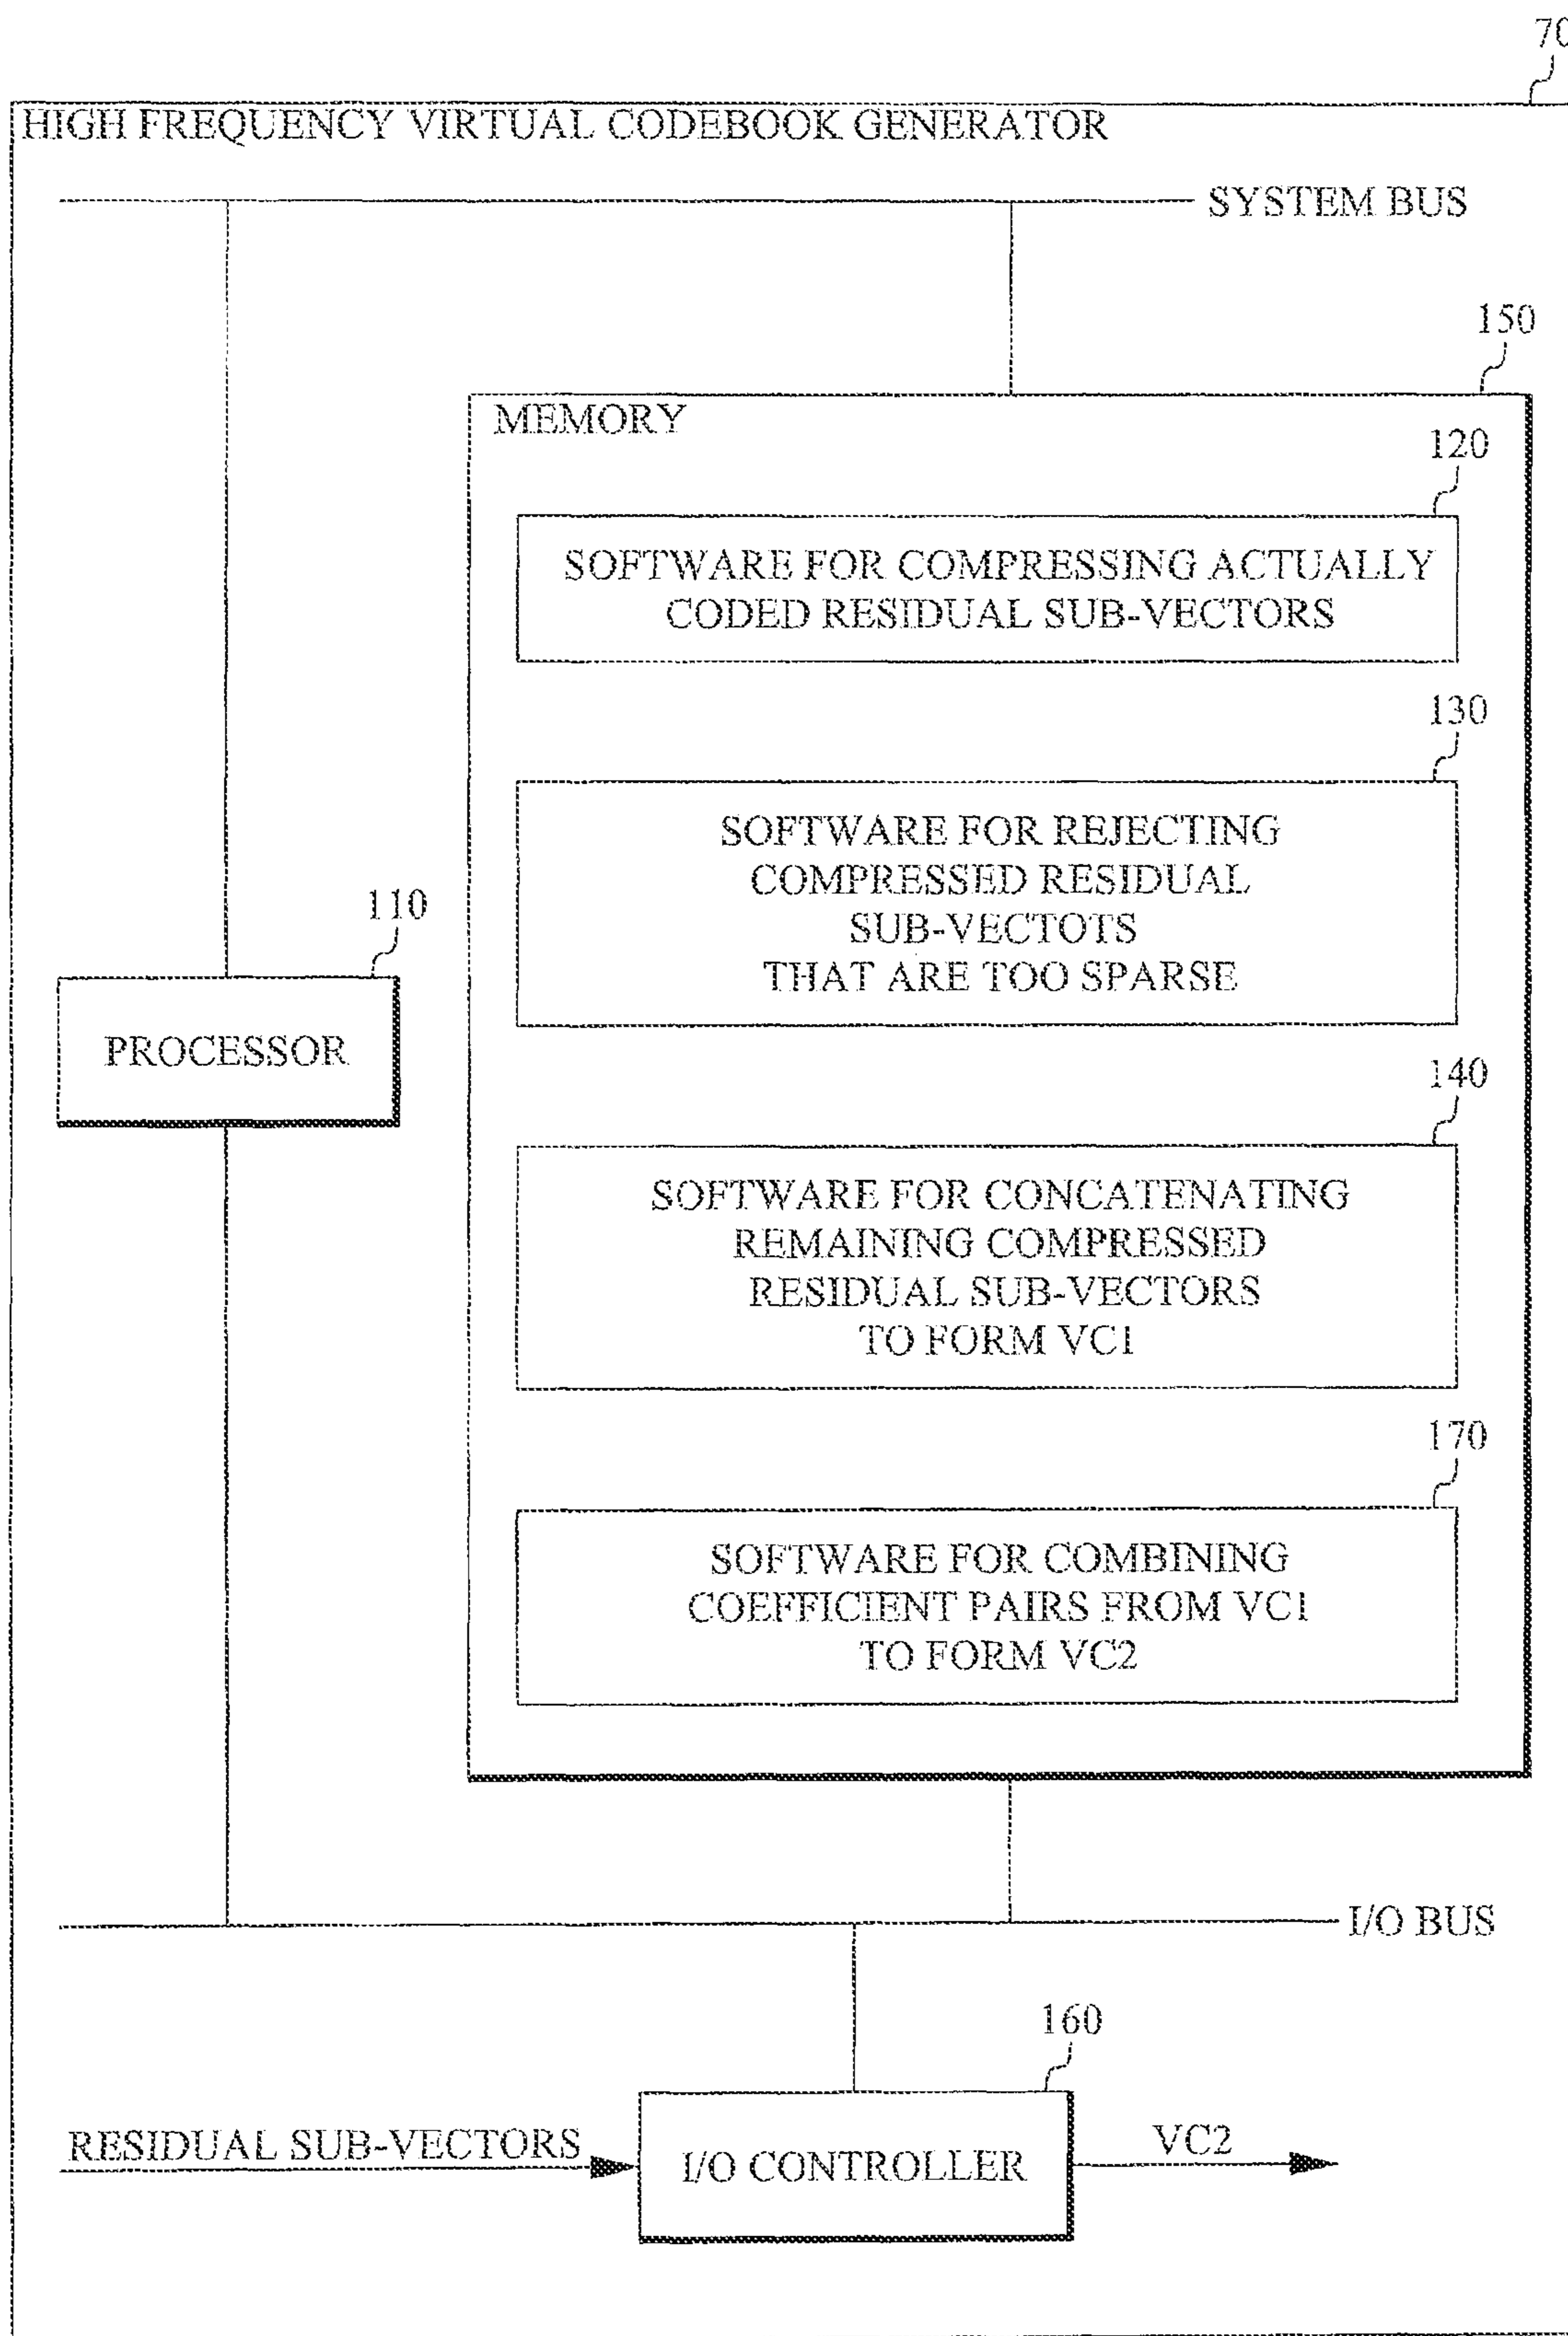 70
HIGH FREQUENCY VIRTUAL CODEBOOK GENERATOR
SYSTEM BUS
150
MEMORY
120
SOFTWARE FOR COMPRESSING ACTUALLY
CODED RESIDUAL SUB-VECTORS
130
SOFTWARE FOR REJECTING
COMPRESSED RESIDUAL
SUB-VECTOTS
THAT ARE TOO SPARSE
110
PROCESSOR
140
SOFTWARE FOR CONCATENATING
REMAINING COMPRESSED
RESIDUAL SUB-VECTORS
TO FORM VC1
170
SOFTWARE FOR COMBINING
COEFFICIENT PAIRS FROM VC1
TO FORM VC2
I/O BUS
160
RESIDUAL SUB-VECTORS
I/O CONTROLLER
VC2